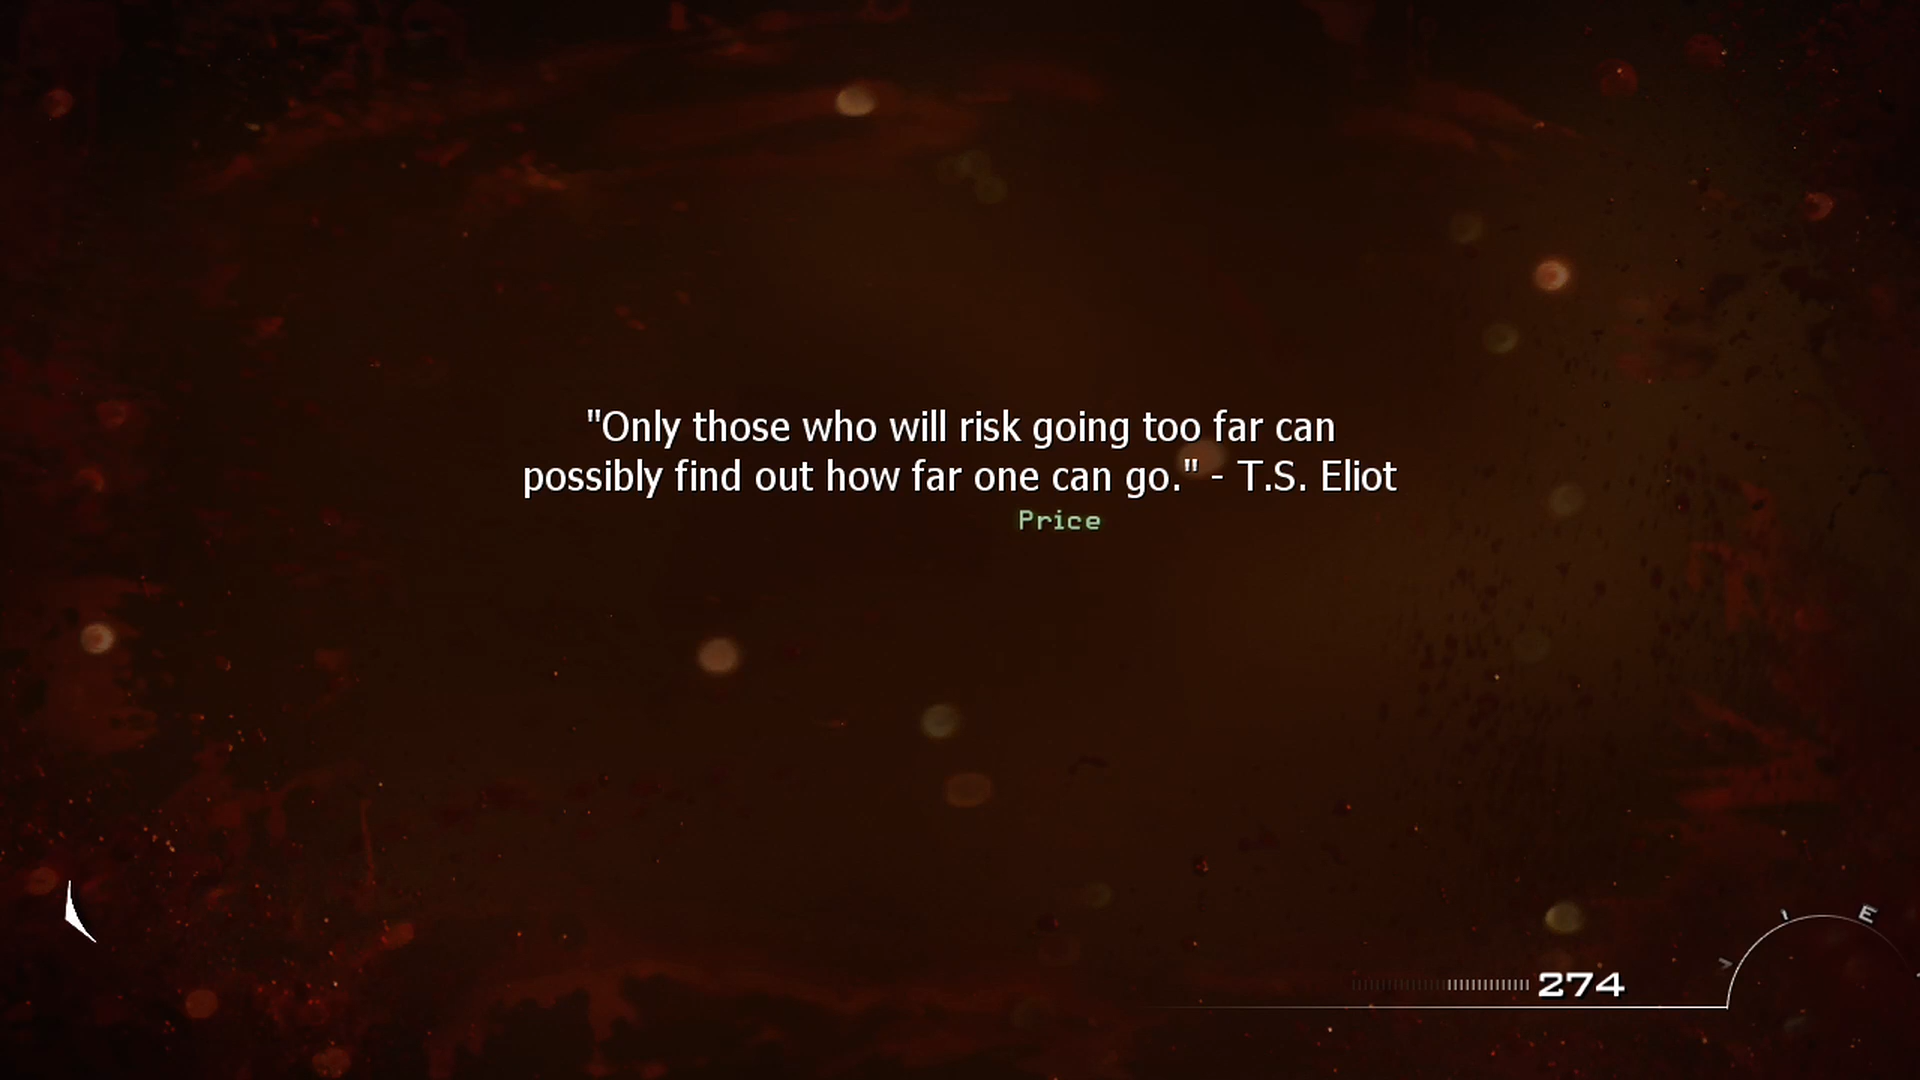 "Only those who will risk going too far can
possibly find out how far one can go." - T.S. Eliot
Price
E
274